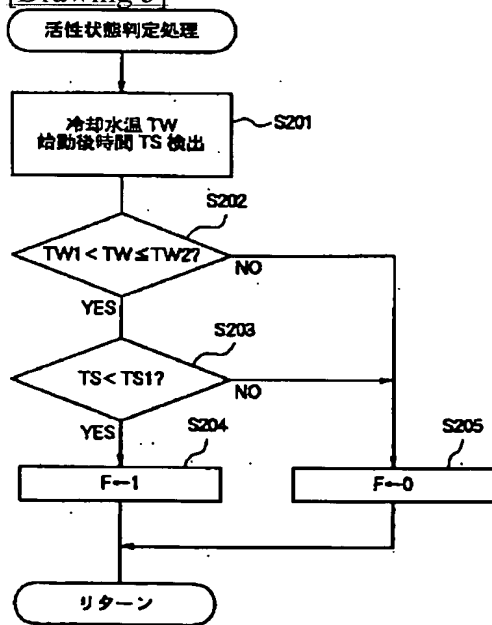 活性状態判定処理
冷却水温 TW
始動後時間 TS 検出
S201
S202
TW1 < TW ≦ TW2?
NO
YES
S203
TS < TS1?
NO
YES
S204
S205
F←1
F←0
リターン